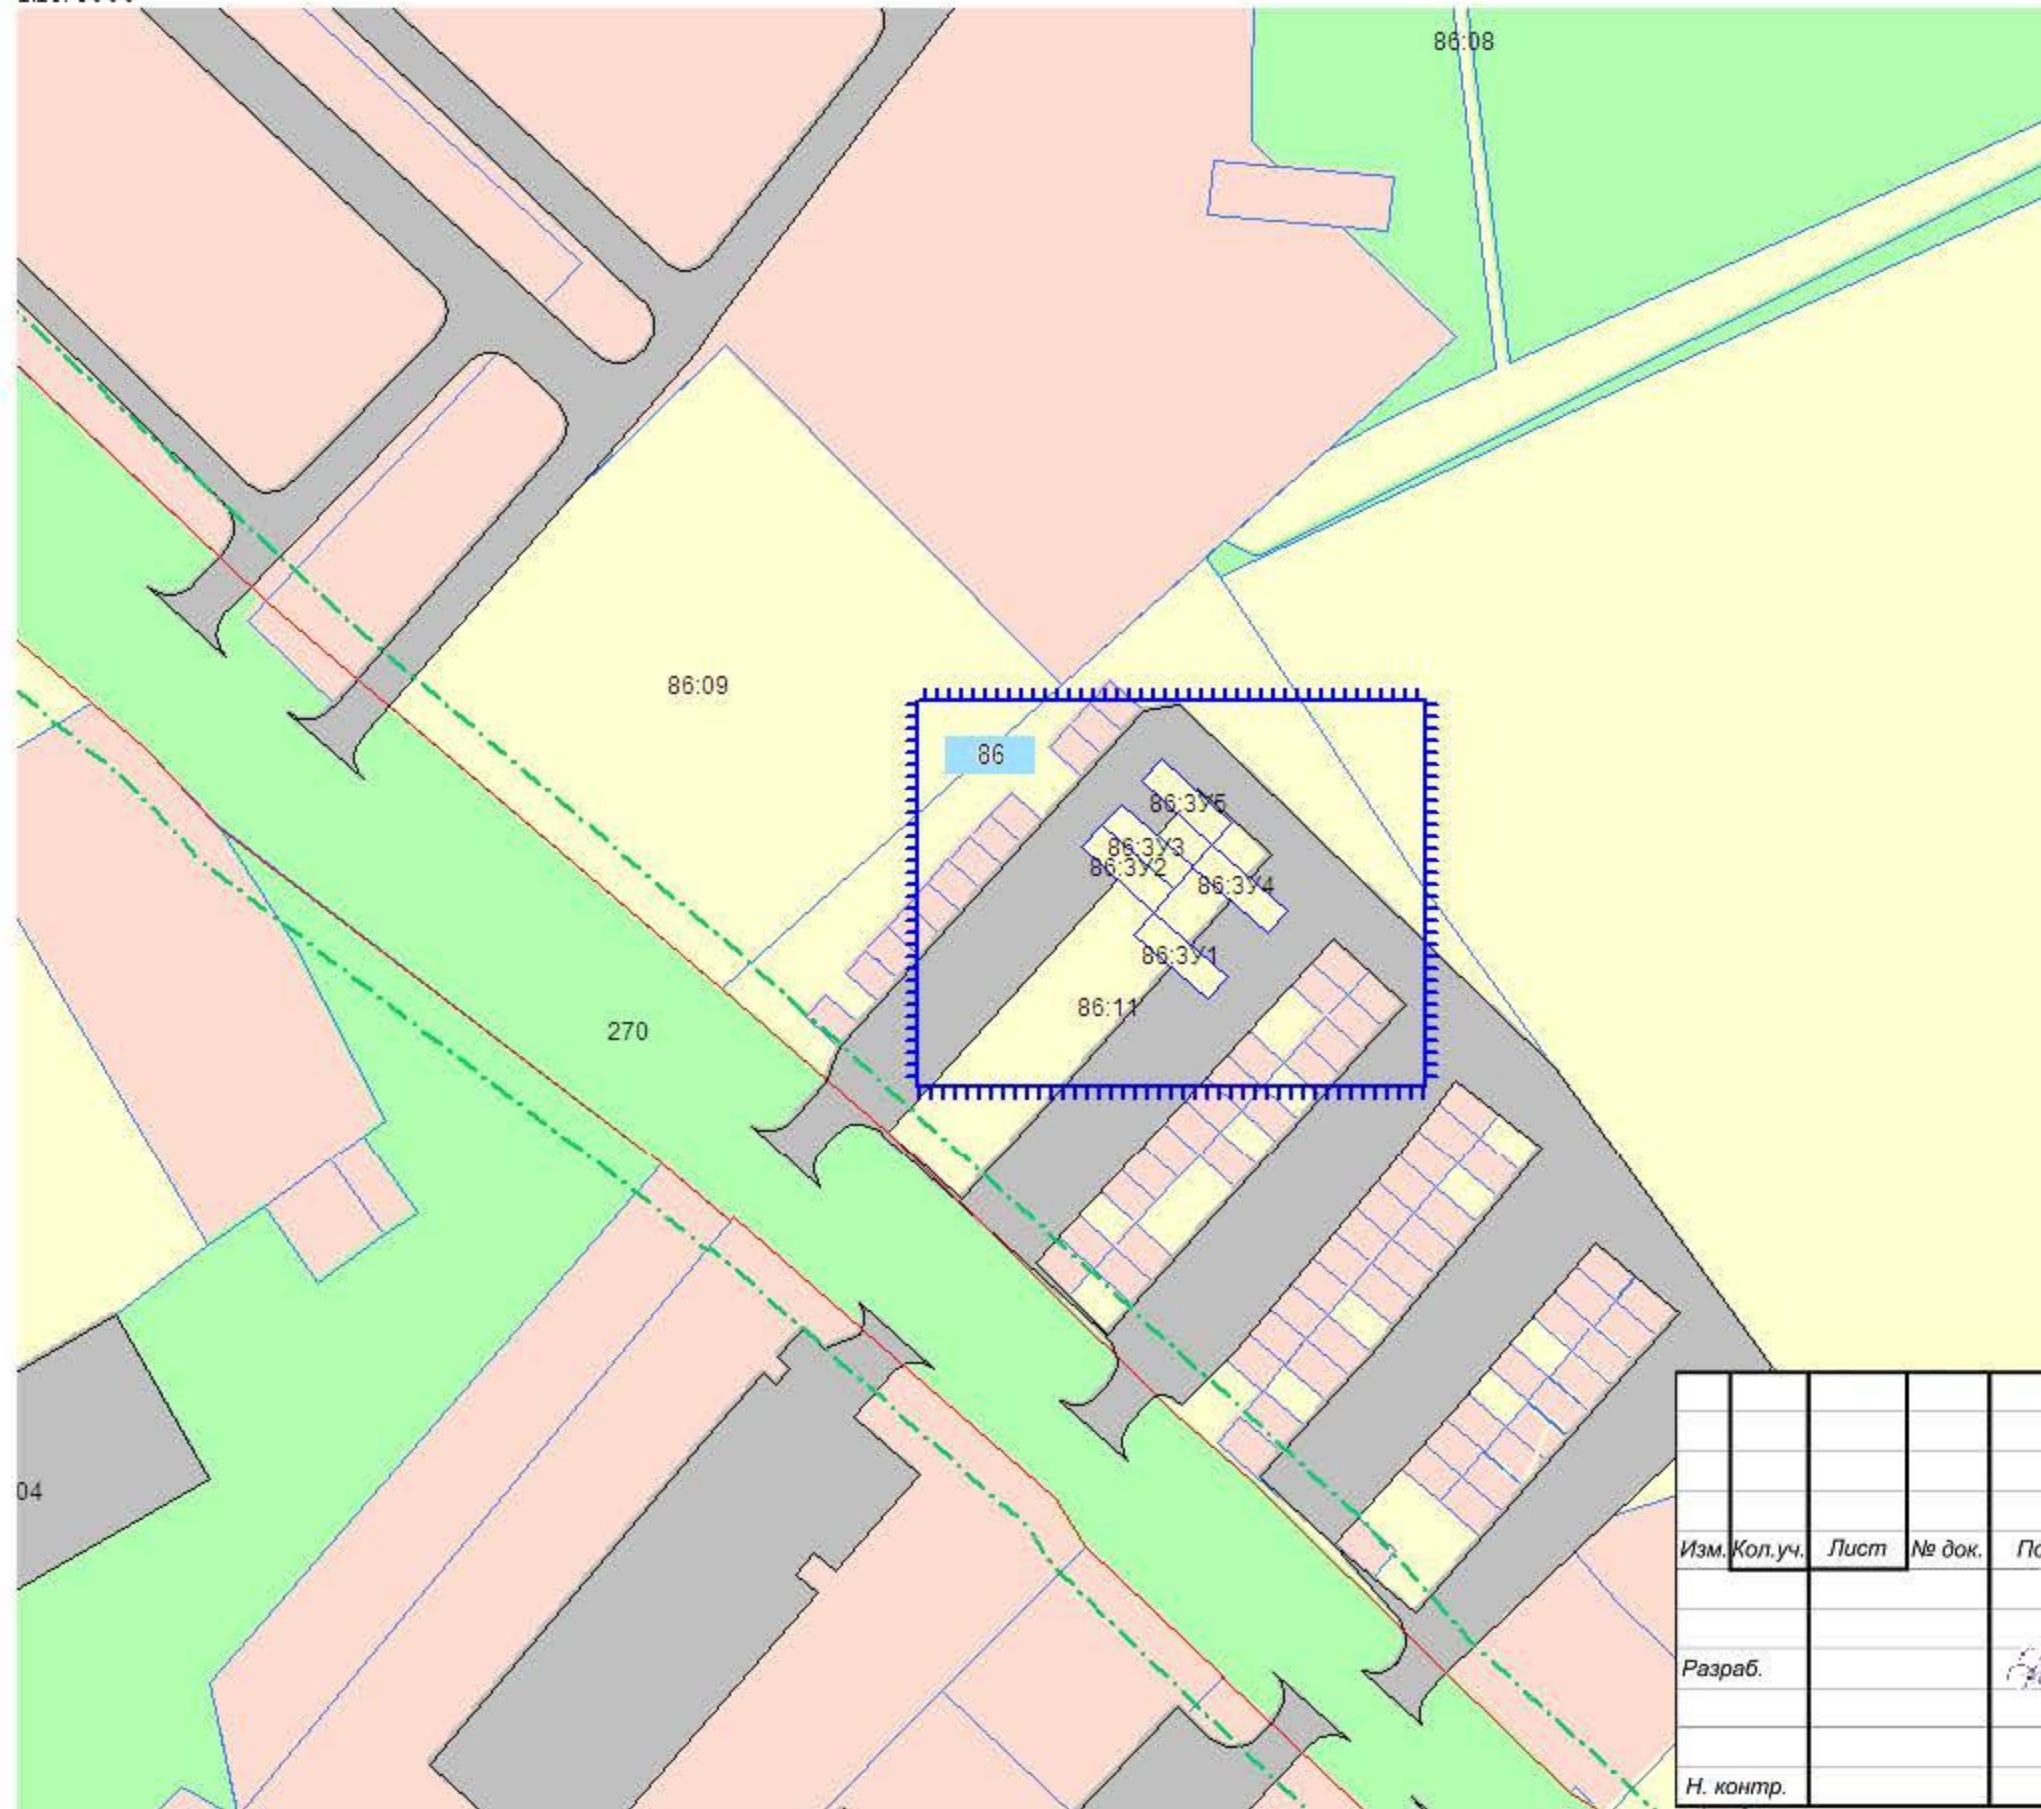 86:08
86:09
86
86:ЗУ5
86:ЗУ3
86:ЗУ2
86:ЗУ4
86:ЗУ1
86:11
270
04
Изм.
Кол.уч.
Лист
№ док.
Разраб.
Н. контр.